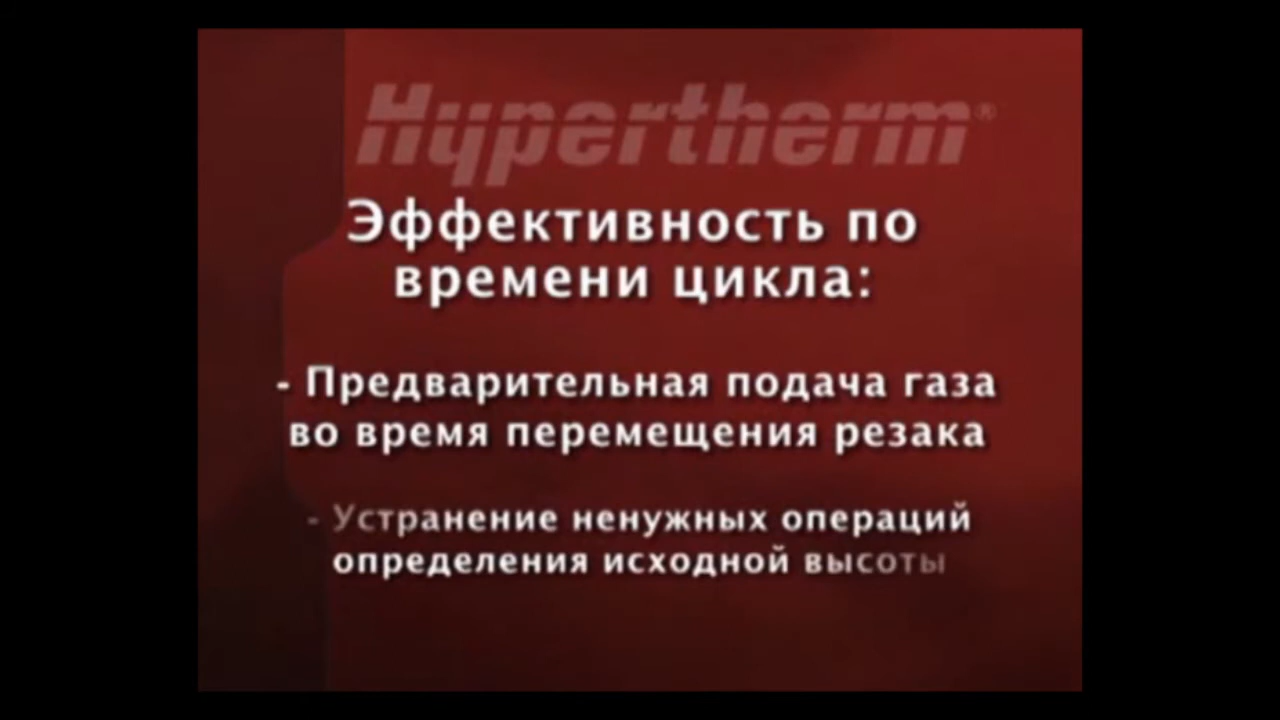 Hypertherm®
Эффективность по
времени цикла:
- Предварительная подача газа
во время перемещения резака
- Устранение ненужных операций
определения исходной высоты